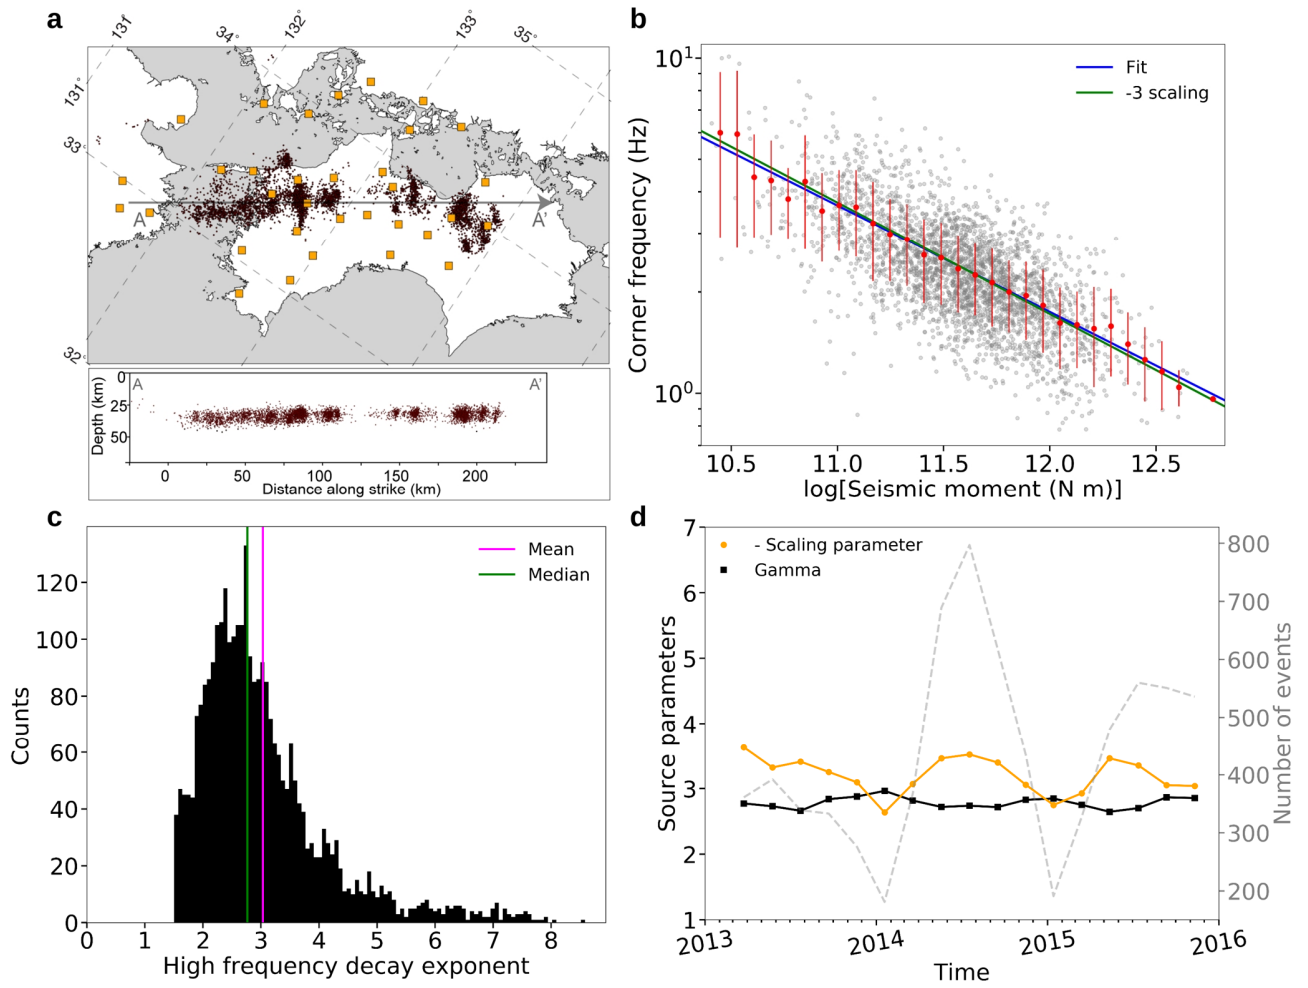 a
131°
34°
132°
133°
35°
131°
33°
32°
A
A'
0
25
50
Depth (km)
A
A'
0
50
100
150
200
Distance along strike (km)
b
Corner frequency (Hz)
10¹
10⁰
Fit
-3 scaling
10.5
11.0
11.5
12.0
12.5
log[Seismic moment (N m)]
c
Counts
120
100
80
60
40
20
0
Mean
Median
0
1
2
3
4
5
6
7
8
High frequency decay exponent
d
Source parameters
7
6
5
4
3
2
1
- Scaling parameter
Gamma
800
700
600
500
400
300
200
Number of events
2013
2014
2015
2016
Time